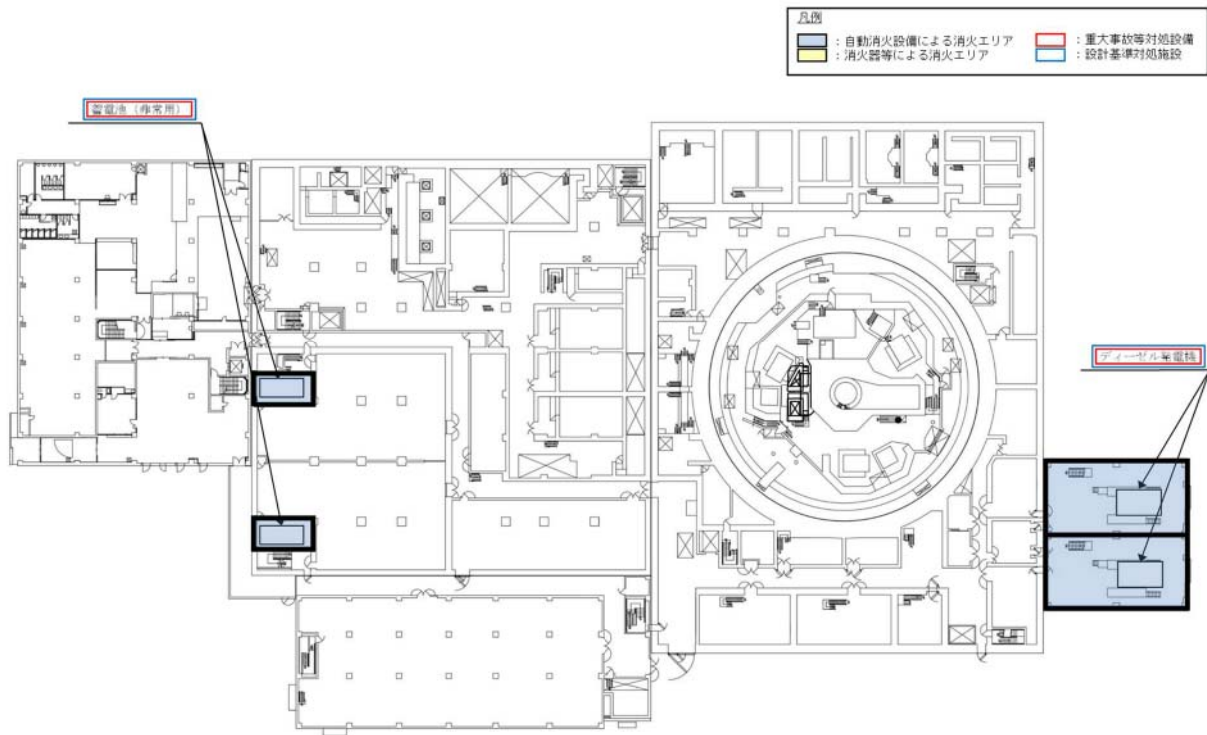 凡例
：自動消火設備による消火エリア
：重大事故等対処設備
：消火器等による消火エリア
：設計基準対処施設
蓄電池（非常用）
ディーゼル発電機